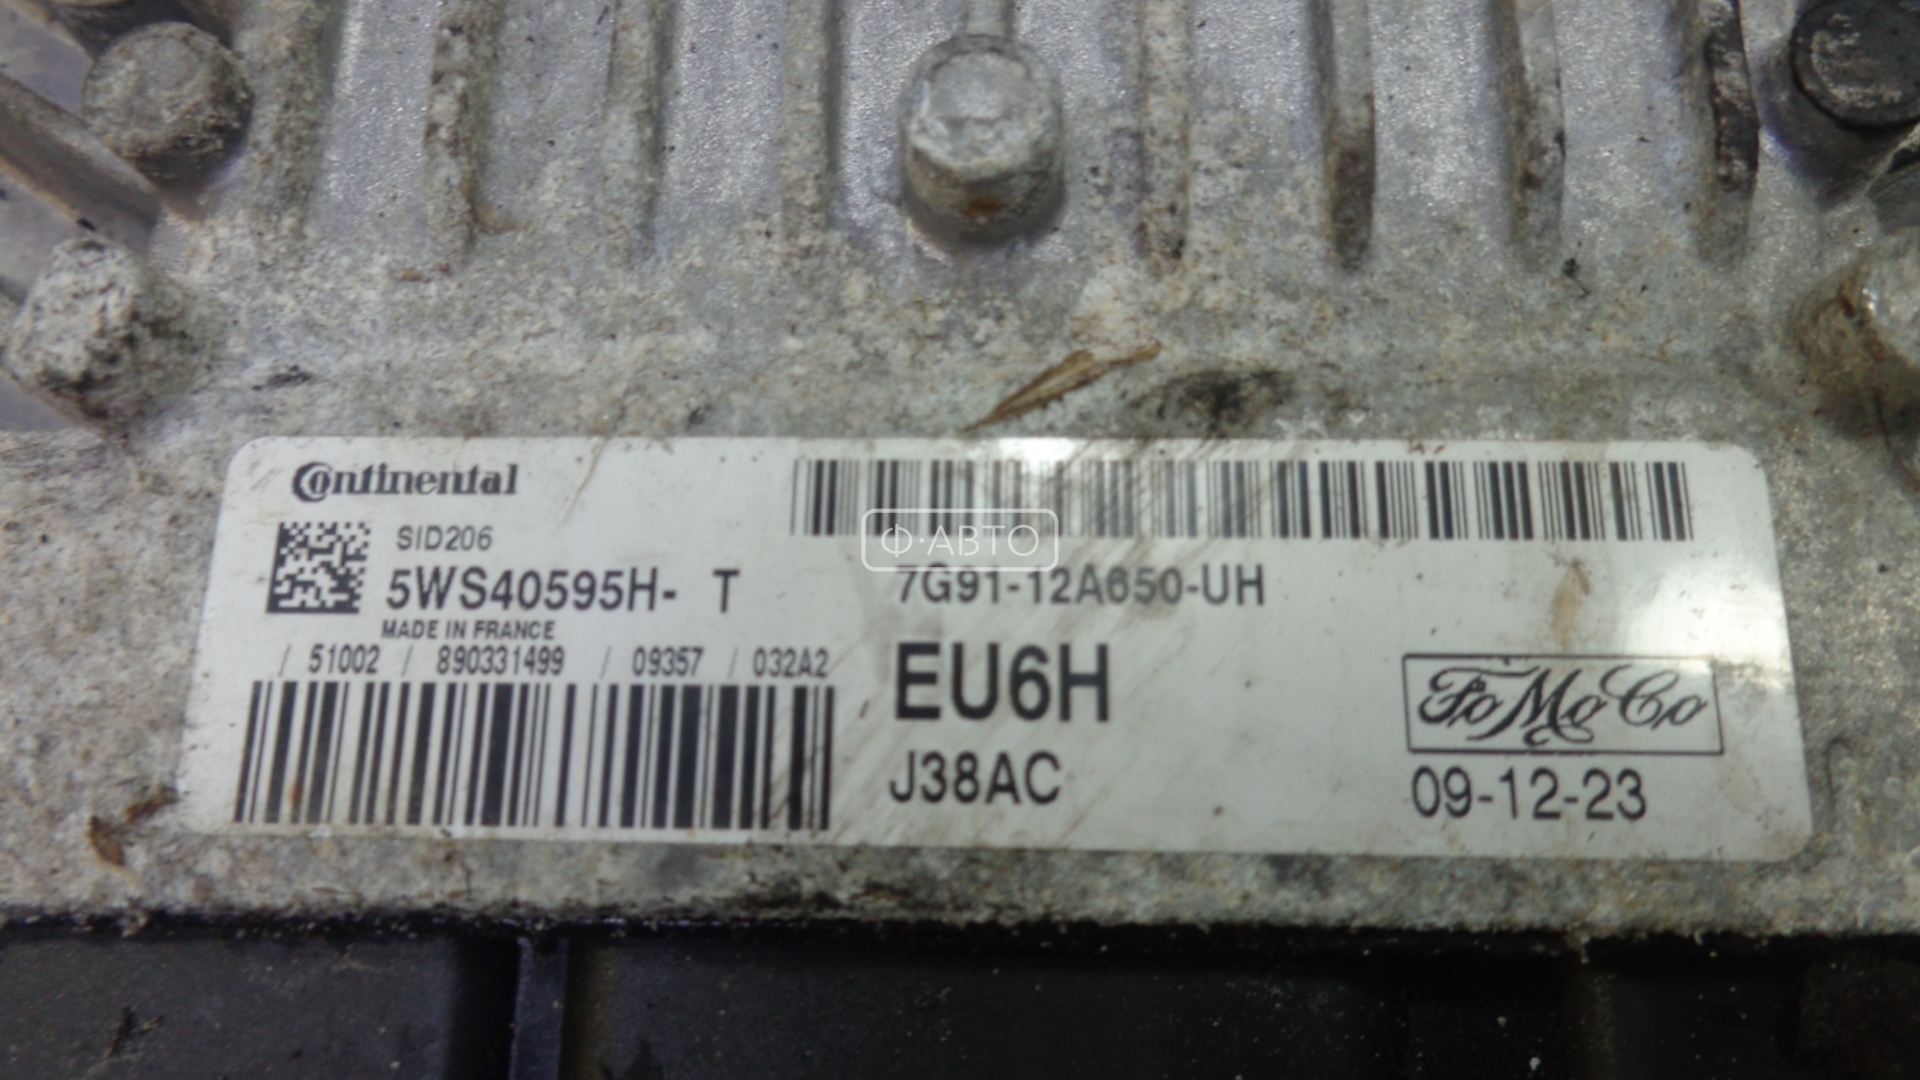 Continental
SID206
5WS40595H- T
MADE IN FRANCE
/ 51002 / 890331499 / 09357 / 032A2
Ф·АВТО
7G91-12A650-UH
EU6H
J38AC
FoMoCo
09-12-23